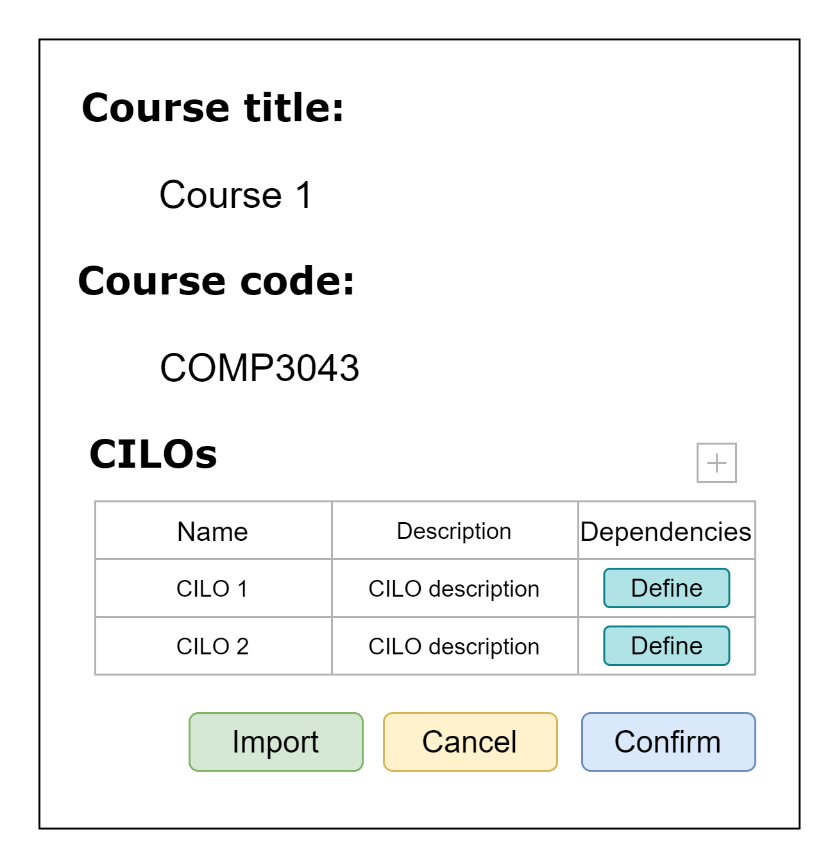 Course title:
Course 1
Course code:
COMP3043
CILOs
Name Description Dependencies
CILO 1 CILO description Define
CILO 2 CILO description Define
Import Cancel Confirm